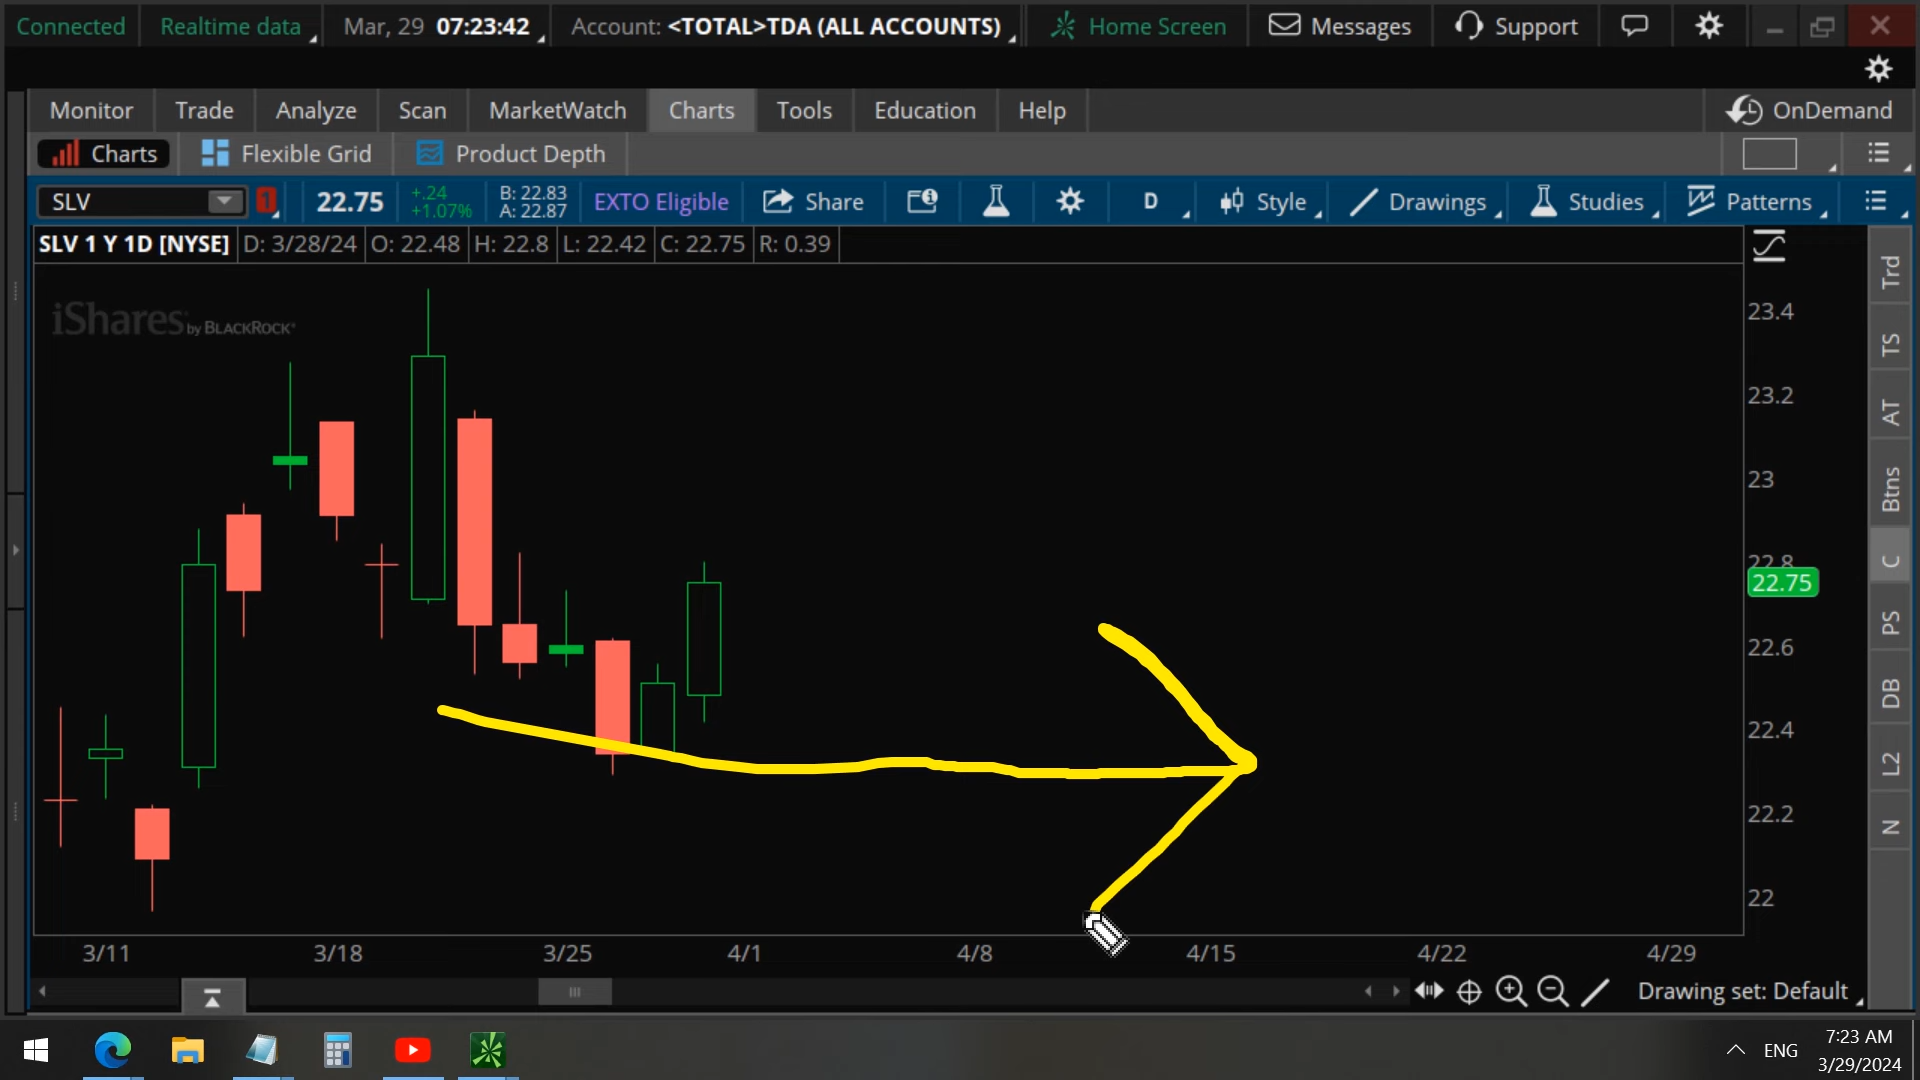 Connected Realtime data Mar, 29 07:23:42 Account: <TOTAL>TDA (ALL ACCOUNTS) Home Screen Messages Support
Monitor Trade Analyze Scan MarketWatch Charts Tools Education Help OnDemand
Charts Flexible Grid Product Depth
SLV 1 22.75 +.24 B: 22.83 EXTO Eligible Share D Style Drawings Studies Patterns
+1.07% A: 22.87
SLV 1 Y 1D [NYSE] D: 3/28/24 O: 22.48 H: 22.8 L: 22.42 C: 22.75 R: 0.39
iShares by BLACKROCK®
23.4
23.2
23
22.8
22.75
22.6
22.4
22.2
22
Trd
TS
AT
Btns
C
PS
DB
L2
N
3/11 3/18 3/25 4/1 4/8 4/15 4/22 4/29
Drawing set: Default
ENG 7:23 AM
3/29/2024